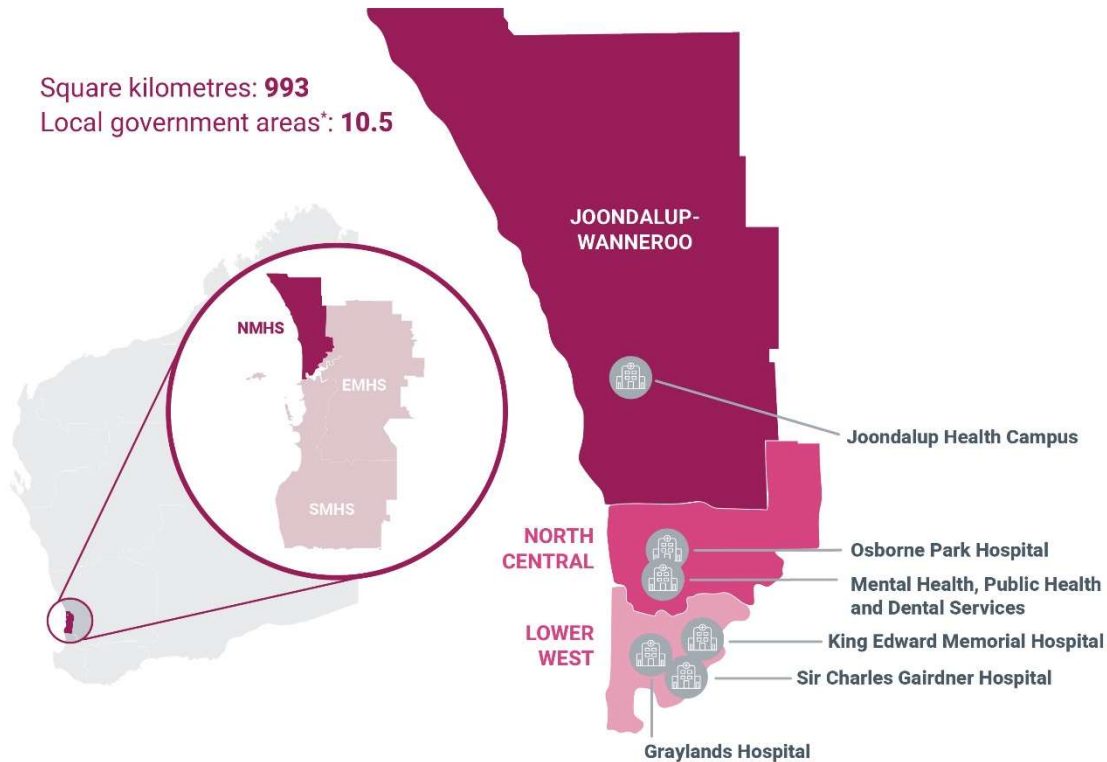 Square kilometres: 993
Local government areas*: 10.5
JOONDALUP-
WANNEROO
NMHS
EMHS
SMHS
Joondalup Health Campus
NORTH
CENTRAL
Osborne Park Hospital
Mental Health, Public Health
and Dental Services
LOWER
WEST
King Edward Memorial Hospital
Sir Charles Gairdner Hospital
Graylands Hospital